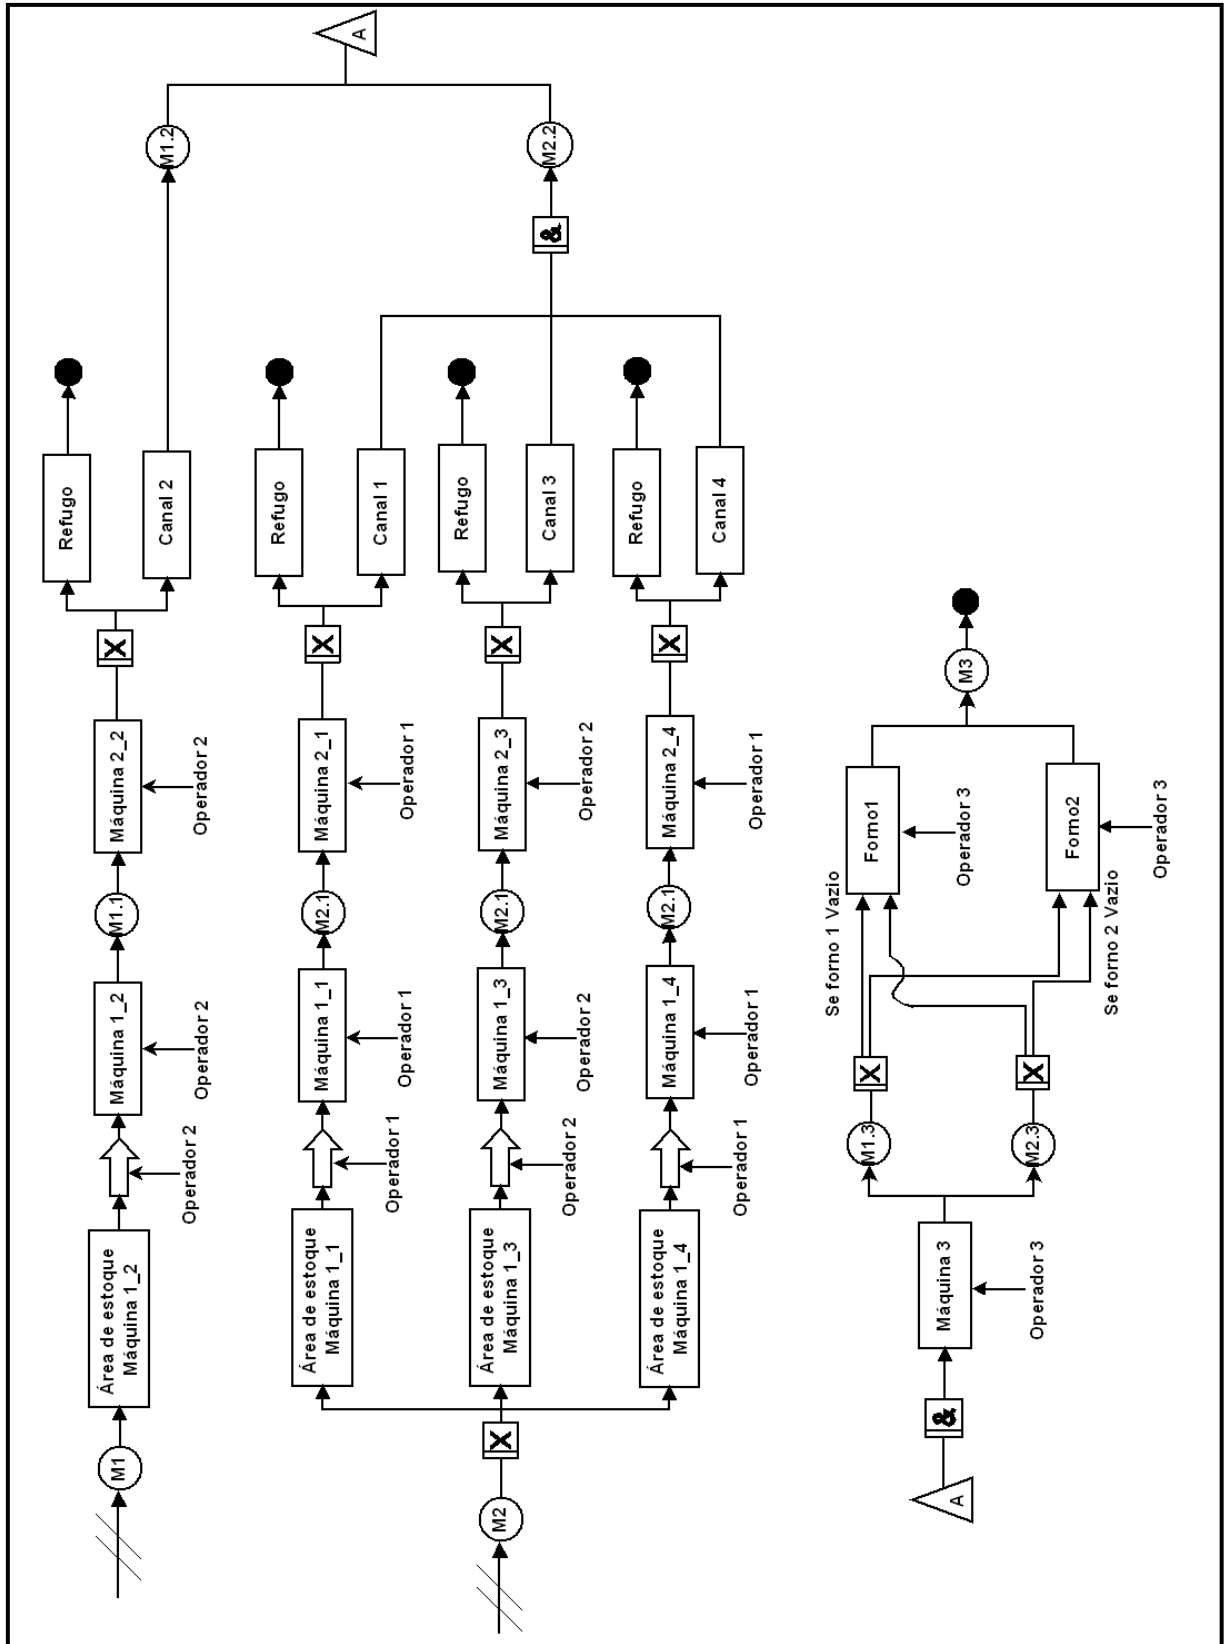 M1
Área de estoque
Máquina 1_2
Operador 2
Máquina 1_2
Operador 2
M1.1
Máquina 2_2
Operador 2
X
Refugo
Canal 2
M1.2
M2
X
Área de estoque
Máquina 1_1
Operador 1
Máquina 1_1
Operador 1
M2.1
Máquina 2_1
Operador 1
X
Refugo
Canal 1
Área de estoque
Máquina 1_3
Operador 2
Máquina 1_3
Operador 2
M2.1
Máquina 2_3
Operador 2
X
Refugo
Canal 3
Área de estoque
Máquina 1_4
Operador 1
Máquina 1_4
Operador 1
M2.1
Máquina 2_4
Operador 1
X
Refugo
Canal 4
&
M2.2
A
A
&
Máquina 3
Operador 3
M1.3
X
M2.3
X
Se forno 1 Vazio
Forno1
Operador 3
Se forno 2 Vazio
Forno2
Operador 3
M3